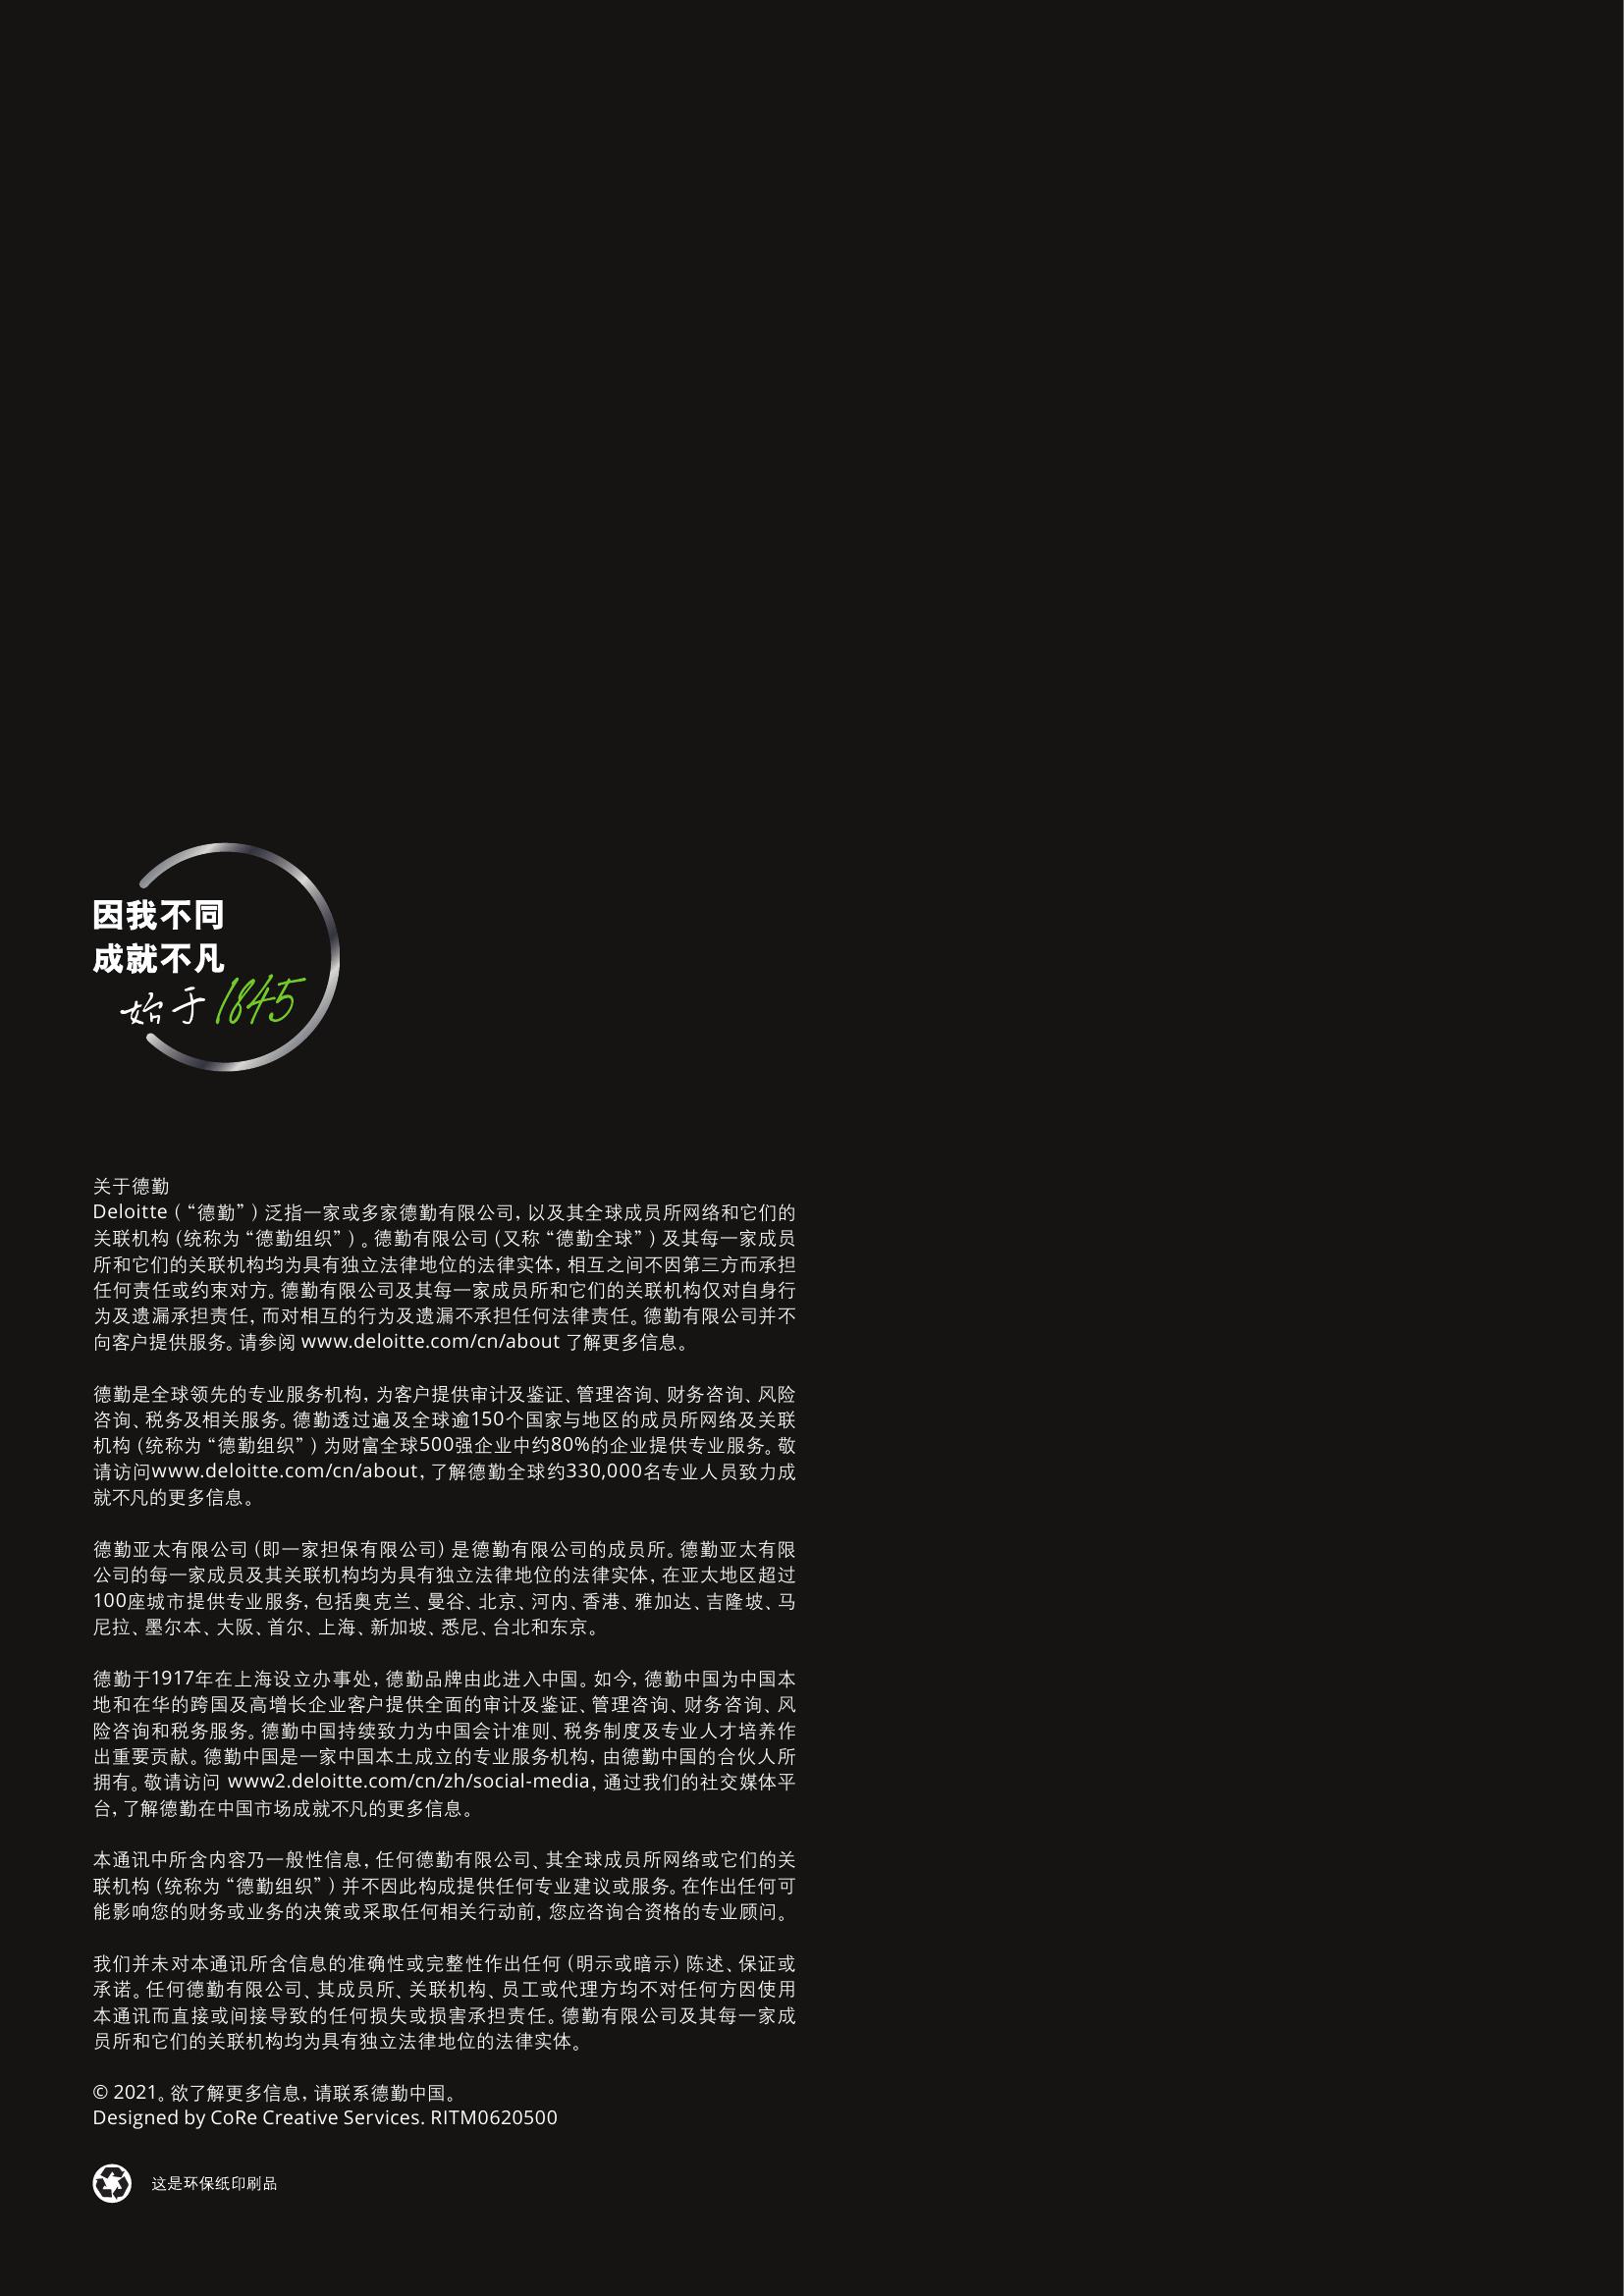 因我不同
成就不凡
始于1845
关于德勤
Deloitte（“德勤”）泛指一家或多家德勤有限公司，以及其全球成员所网络和它们的
关联机构（统称为“德勤组织”）。德勤有限公司（又称“德勤全球”）及其每一家成员
所和它们的关联机构均为具有独立法律地位的法律实体，相互之间不因第三方而承担
任何责任或约束对方。德勤有限公司及其每一家成员所和它们的关联机构仅对自身行
为及遗漏承担责任，而对相互的行为及遗漏不承担任何法律责任。德勤有限公司并不
向客户提供服务。请参阅 www.deloitte.com/cn/about 了解更多信息。
德勤是全球领先的专业服务机构，为客户提供审计及鉴证、管理咨询、财务咨询、风险
咨询、税务及相关服务。德勤透过遍及全球逾150个国家与地区的成员所网络及关联
机构（统称为“德勤组织”）为财富全球500强企业中约80%的企业提供专业服务。敬
请访问www.deloitte.com/cn/about，了解德勤全球约330,000名专业人员致力成
就不凡的更多信息。
德勤亚太有限公司（即一家担保有限公司）是德勤有限公司的成员所。德勤亚太有限
公司的每一家成员及其关联机构均为具有独立法律地位的法律实体，在亚太地区超过
100座城市提供专业服务，包括奥克兰、曼谷、北京、河内、香港、雅加达、吉隆坡、马
尼拉、墨尔本、大阪、首尔、上海、新加坡、悉尼、台北和东京。
德勤于1917年在上海设立办事处，德勤品牌由此进入中国。如今，德勤中国为中国本
地和在华的跨国及高增长企业客户提供全面的审计及鉴证、管理咨询、财务咨询、风
险咨询和税务服务。德勤中国持续致力为中国会计准则、税务制度及专业人才培养作
出重要贡献。德勤中国是一家中国本土成立的专业服务机构，由德勤中国的合伙人所
拥有。敬请访问 www2.deloitte.com/cn/zh/social-media，通过我们的社交媒体平
台，了解德勤在中国市场成就不凡的更多信息。
本通讯中所含内容乃一般性信息，任何德勤有限公司、其全球成员所网络或它们的关
联机构（统称为“德勤组织”）并不因此构成提供任何专业建议或服务。在作出任何可
能影响您的财务或业务的决策或采取任何相关行动前，您应咨询合资格的专业顾问。
我们并未对本通讯所含信息的准确性或完整性作出任何（明示或暗示）陈述、保证或
承诺。任何德勤有限公司、其成员所、关联机构、员工或代理方均不对任何方因使用
本通讯而直接或间接导致的任何损失或损害承担责任。德勤有限公司及其每一家成
员所和它们的关联机构均为具有独立法律地位的法律实体。
© 2021。欲了解更多信息，请联系德勤中国。
Designed by CoRe Creative Services. RITM0620500
这是环保纸印刷品